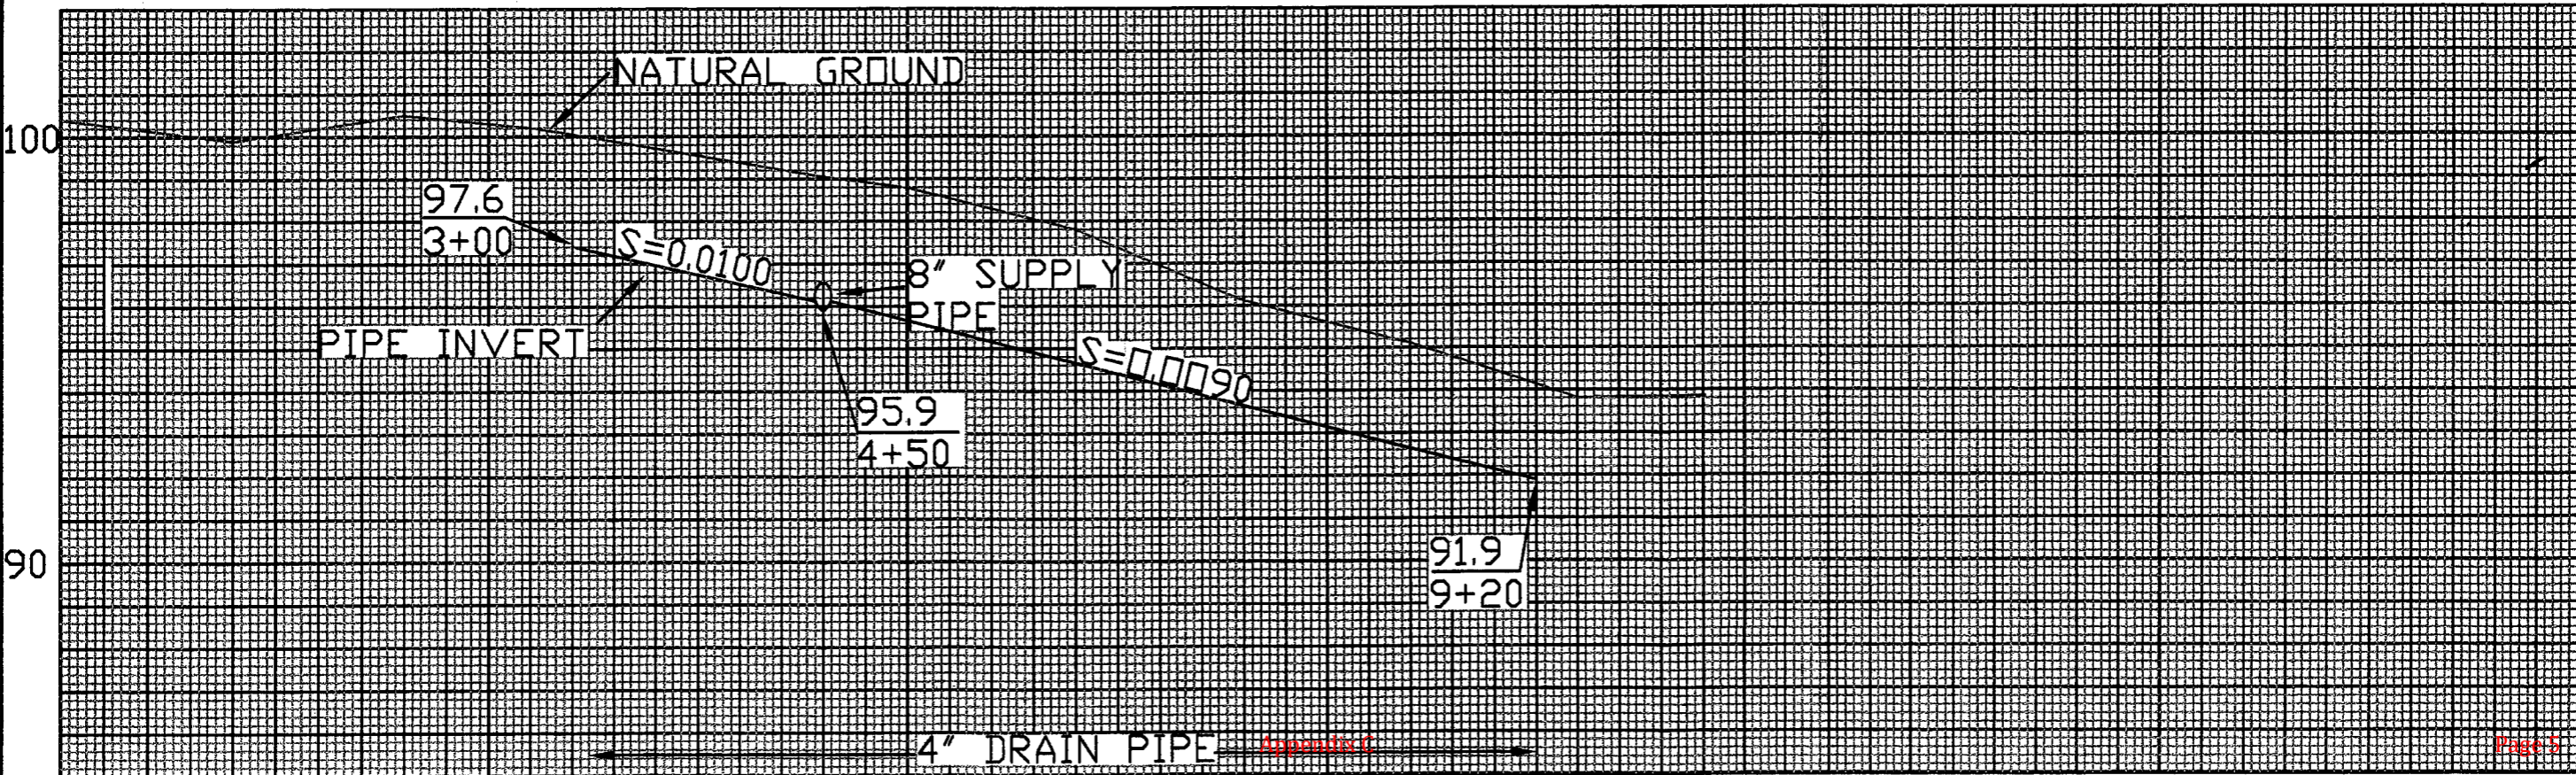 NATURAL GROUND
100
97.6
3+00
S=0.0100
8" SUPPLY
PIPE
PIPE INVERT
S=0.0090
95.9
4+50
90
91.9
9+20
4" DRAIN PIPE
Appendix C
Page 5